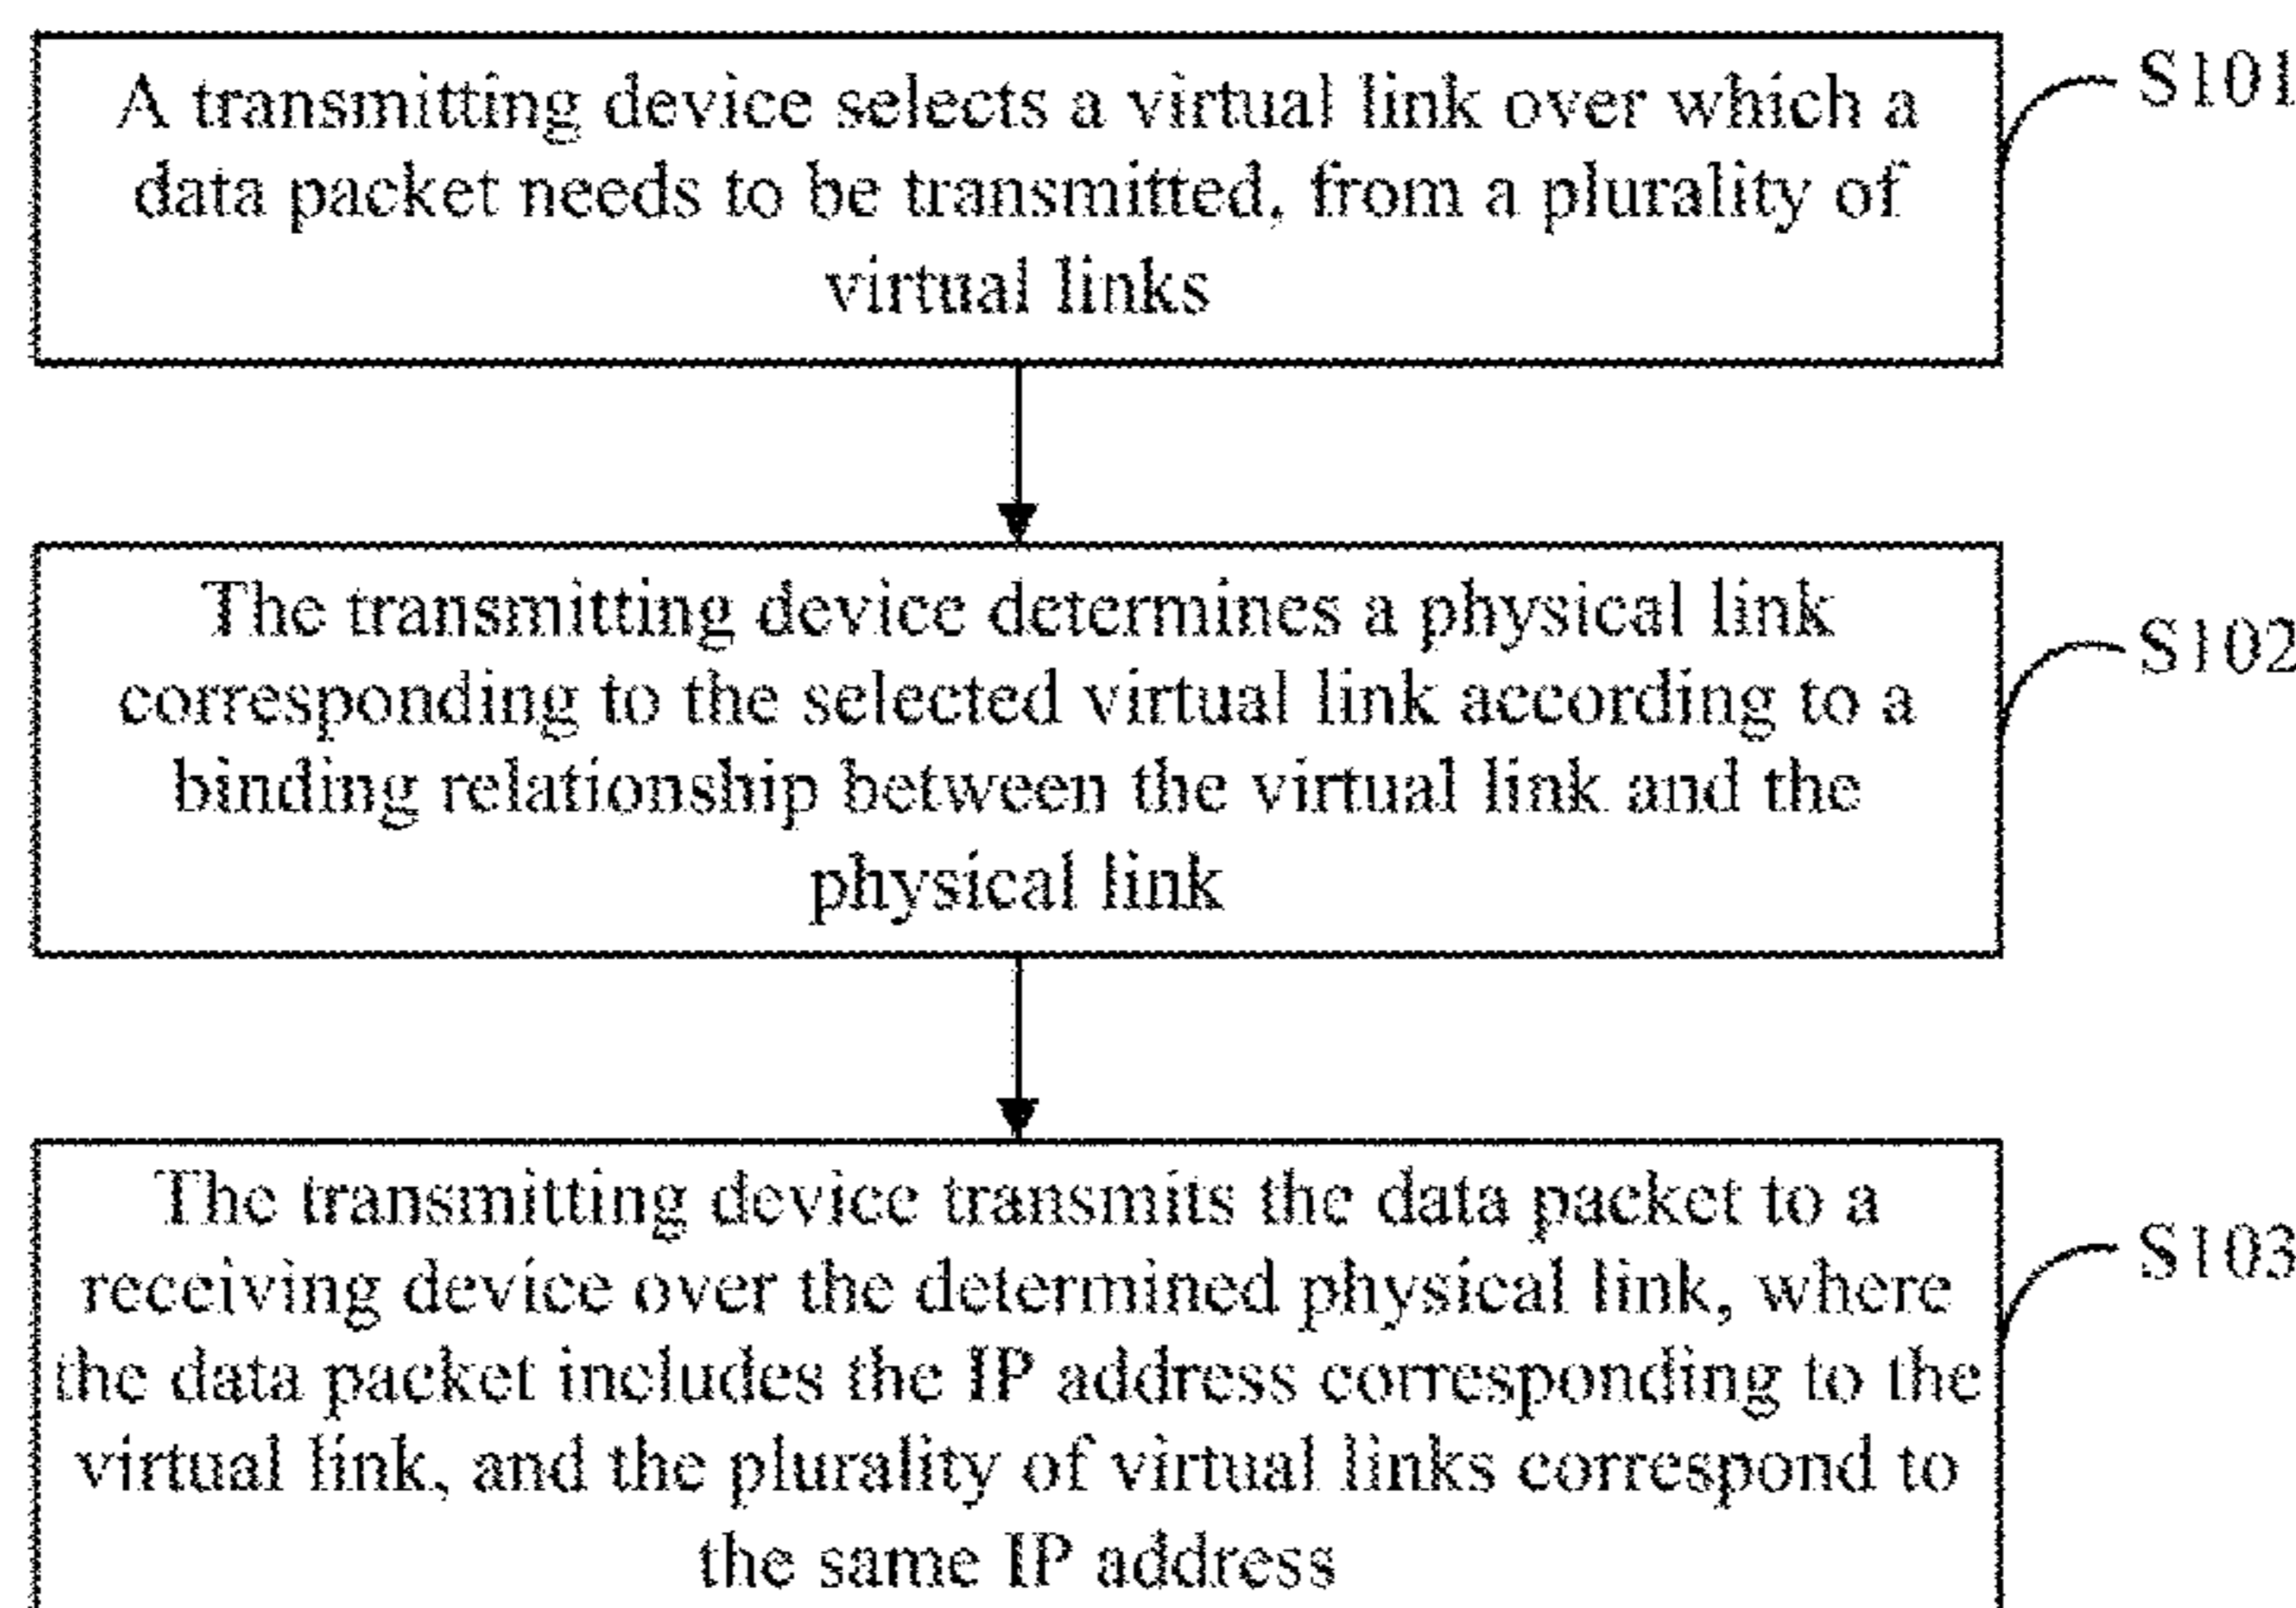 A transmitting device selects a virtual link over which a
data packet needs to be transmitted, from a plurality of
virtual links
S101
The transmitting device determines a physical link
corresponding to the selected virtual link according to a
binding relationship between the virtual link and the
physical link
S102
The transmitting device transmits the data packet to a
receiving device over the determined physical link, where
the data packet includes the IP address corresponding to the
virtual link, and the plurality of virtual links correspond to
the same IP address
S103